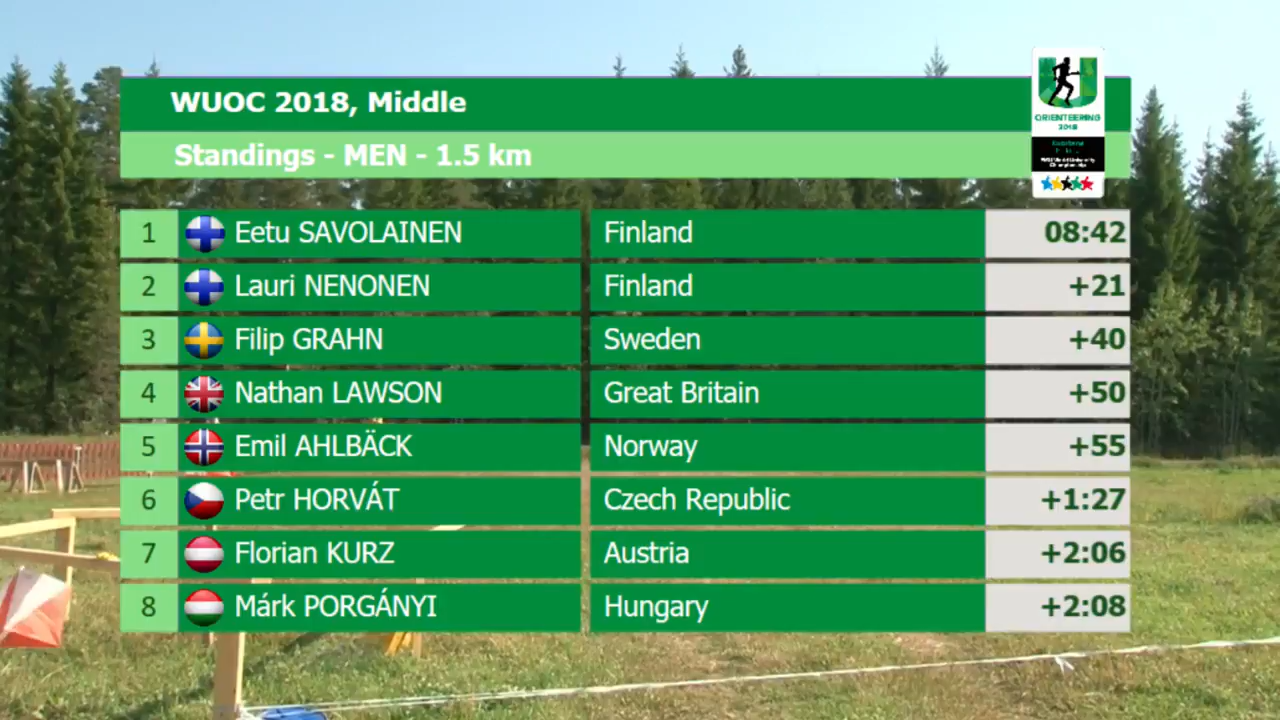 WUOC 2018, Middle
Standings - MEN - 1.5 km
ORIENTEERING
2018
1 Eetu SAVOLAINEN Finland 08:42
2 Lauri NENONEN Finland +21
3 Filip GRAHN Sweden +40
4 Nathan LAWSON Great Britain +50
5 Emil AHLBÄCK Norway +55
6 Petr HORVÁT Czech Republic +1:27
7 Florian KURZ Austria +2:06
8 Márk PORGÁNYI Hungary +2:08